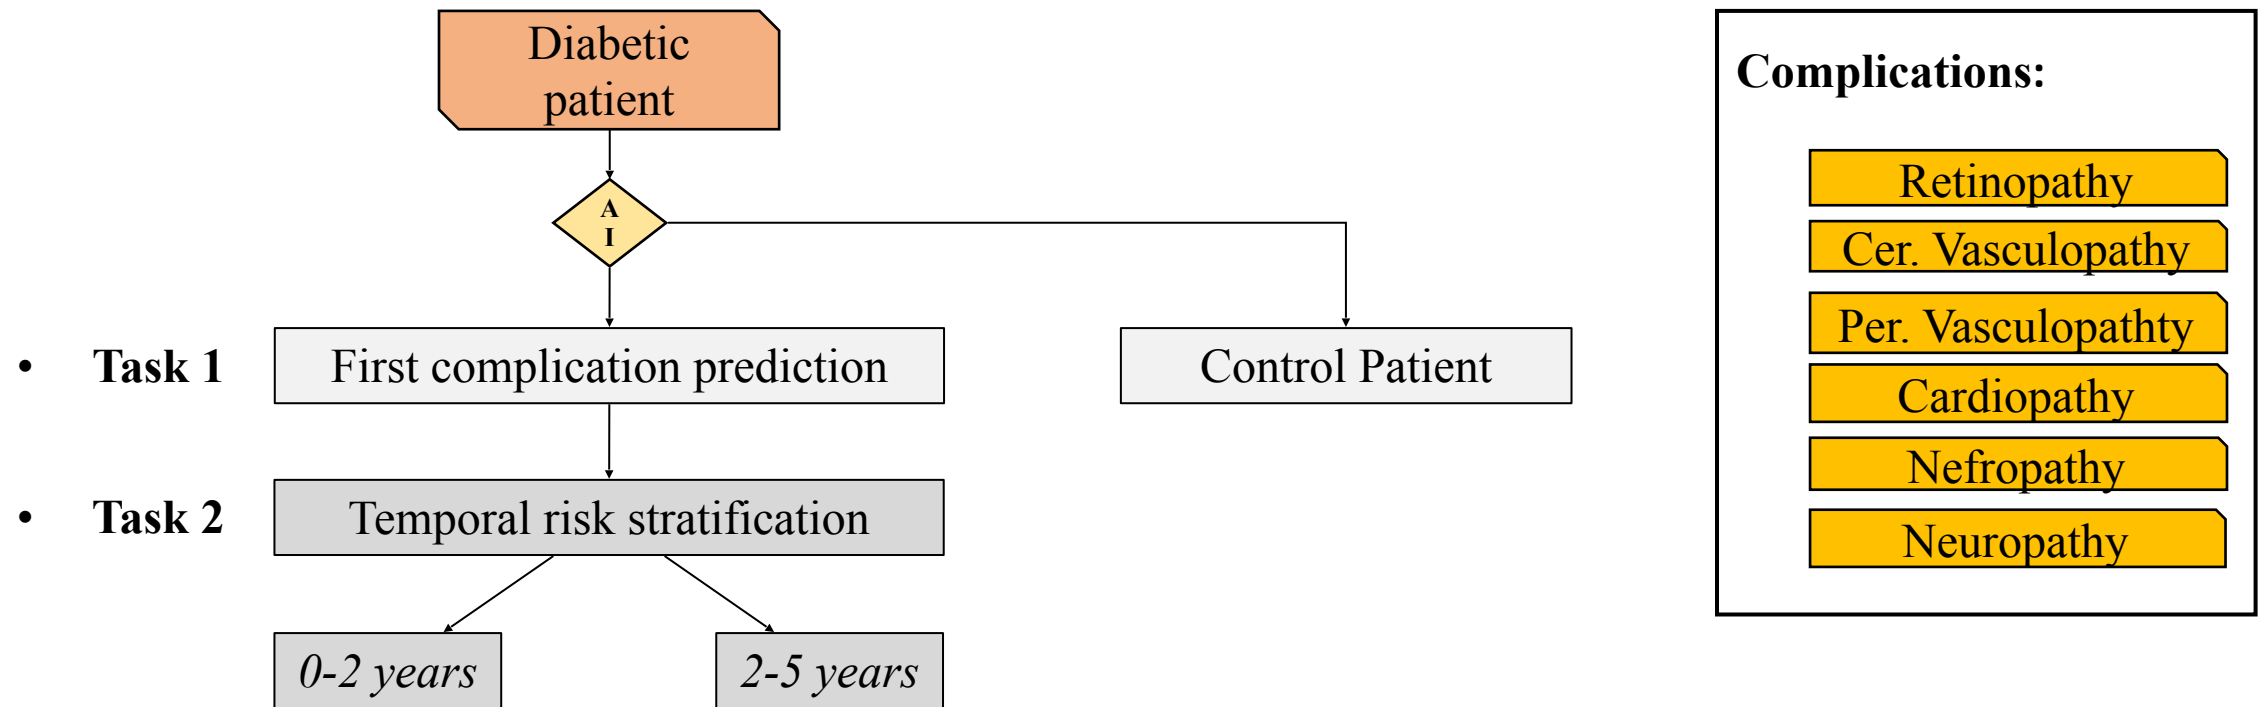 Diabetic
patient
A
I
• Task 1
First complication prediction
Control Patient
• Task 2
Temporal risk stratification
0-2 years
2-5 years
Complications:
Retinopathy
Cer. Vasculopathy
Per. Vasculopathty
Cardiopathy
Nefropathy
Neuropathy